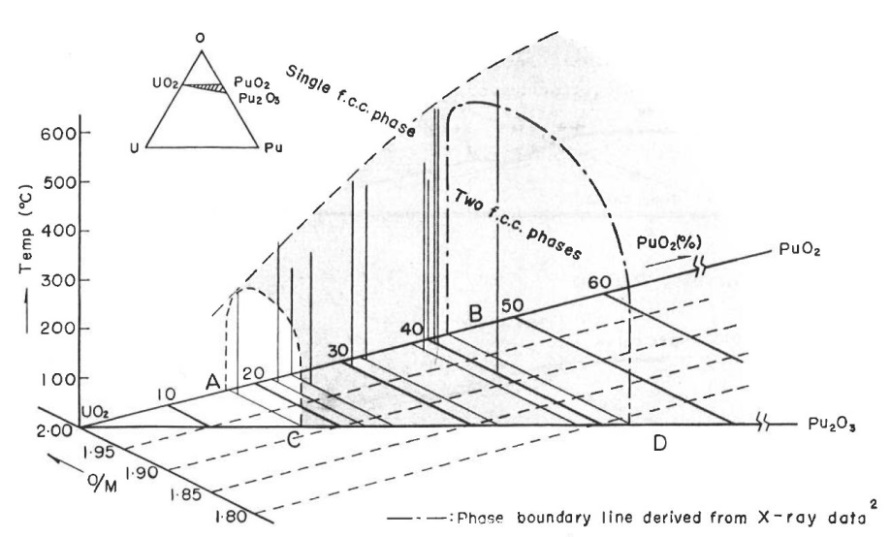 O
UO₂
PuO₂
Pu₂O₃
U
Pu
Single f.c.c. phase
Temp (°C)
600
500
400
300
200
100
Two f.c.c. phases
PuO₂(%)
PuO₂
60
50
B
40
30
20
A
10
UO₂
2.00
1.95
1.90
1.85
1.80
O/M
C
D
Pu₂O₃
—·—:Phase boundary line derived from X-ray data²